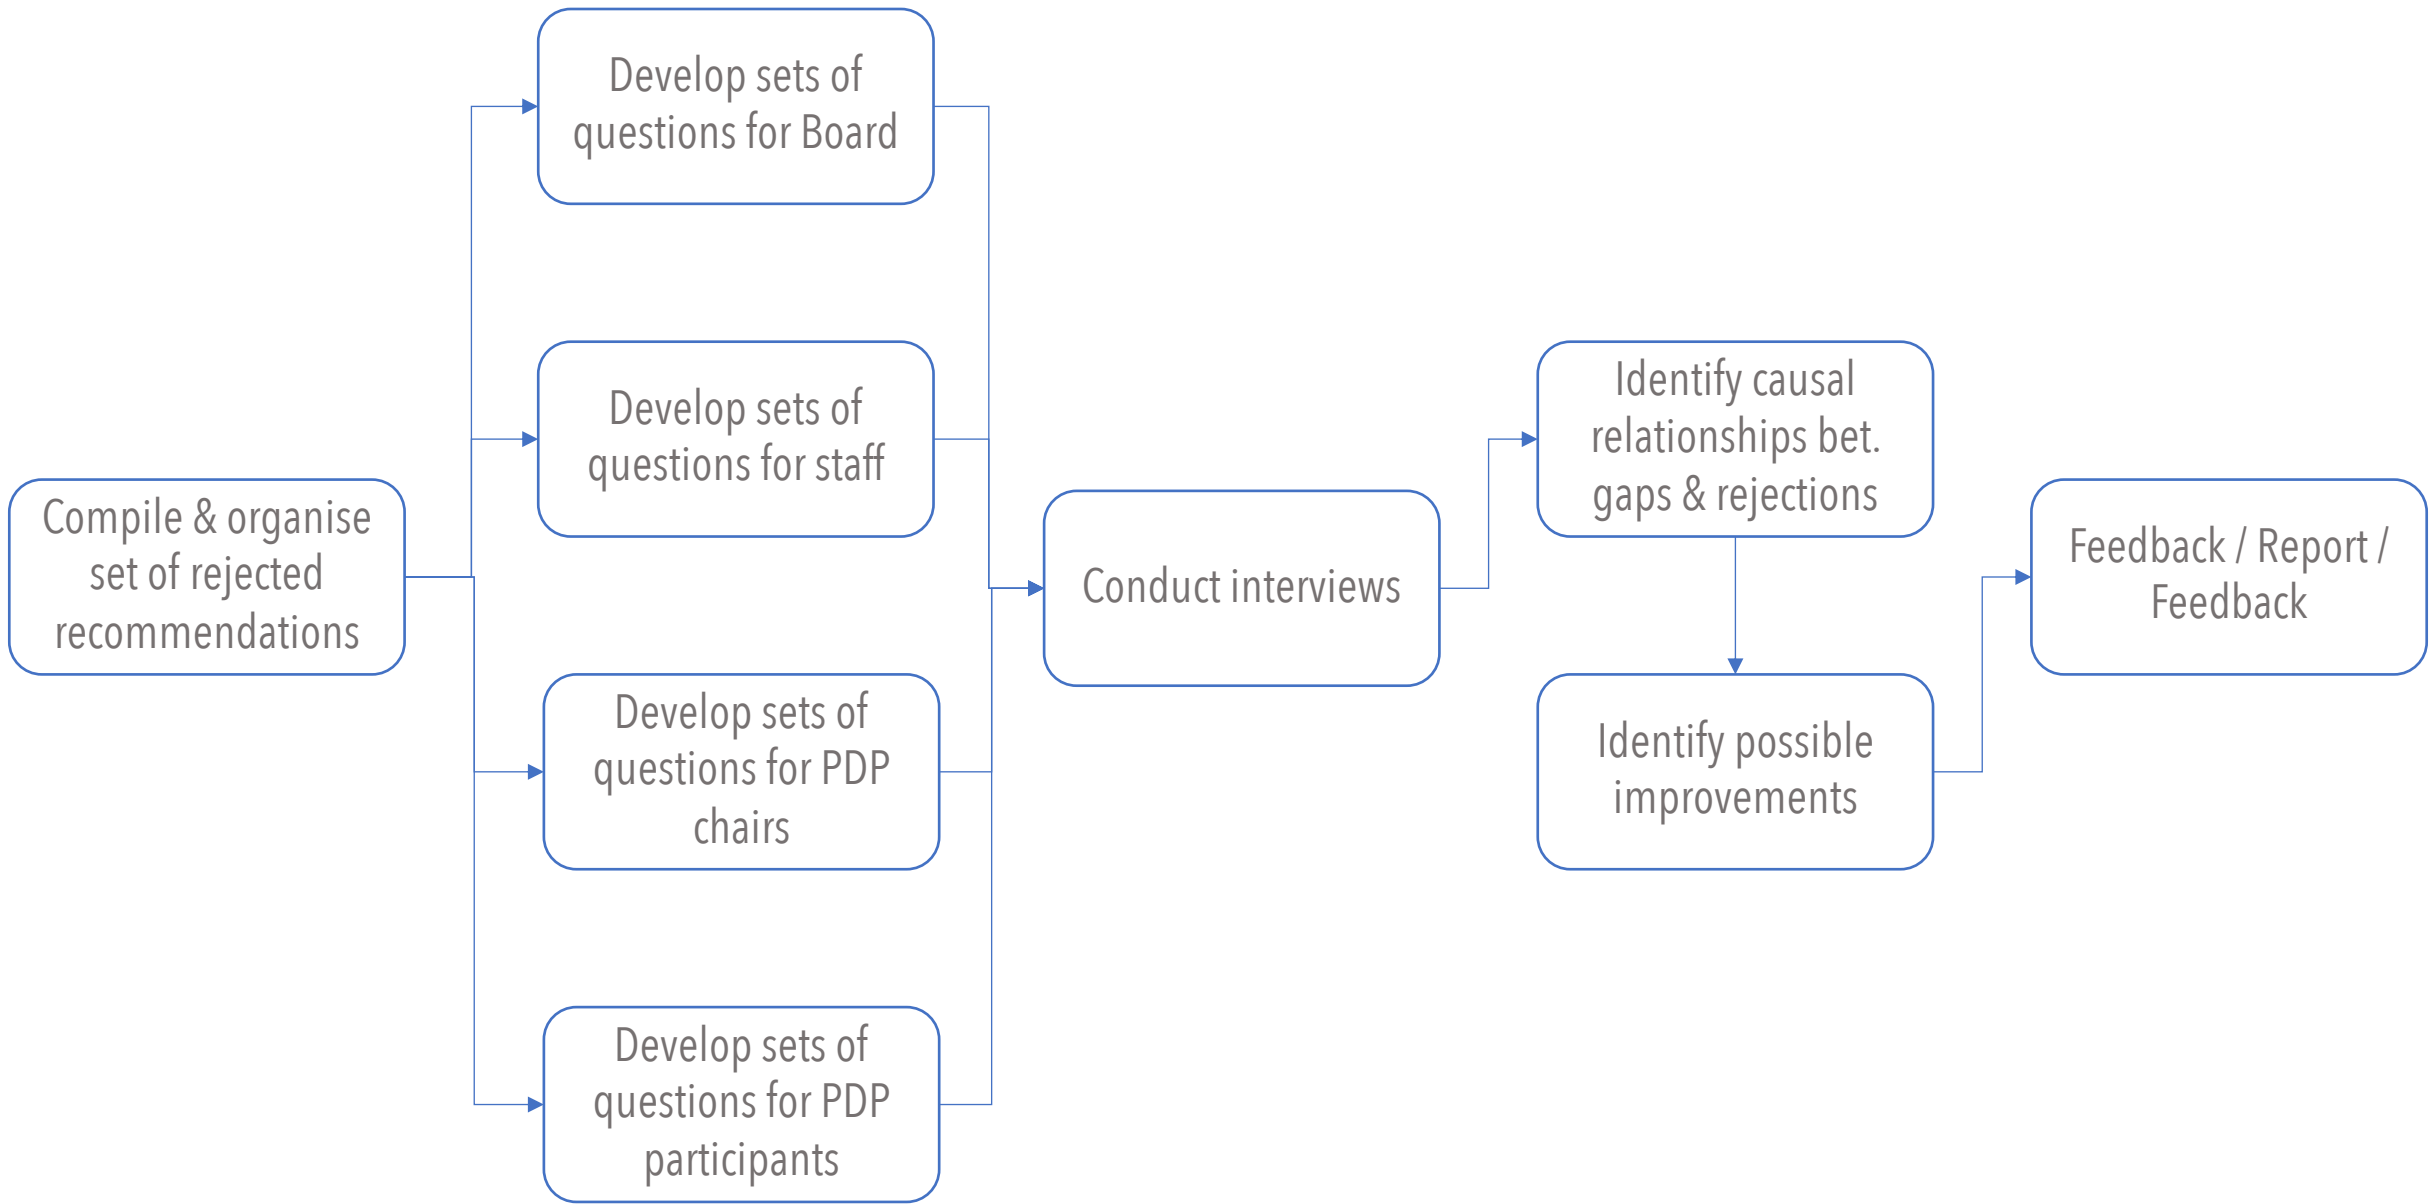 Compile & organise
set of rejected
recommendations
Develop sets of
questions for Board
Develop sets of
questions for staff
Develop sets of
questions for PDP
chairs
Develop sets of
questions for PDP
participants
Conduct interviews
Identify causal
relationships bet.
gaps & rejections
Identify possible
improvements
Feedback / Report /
Feedback